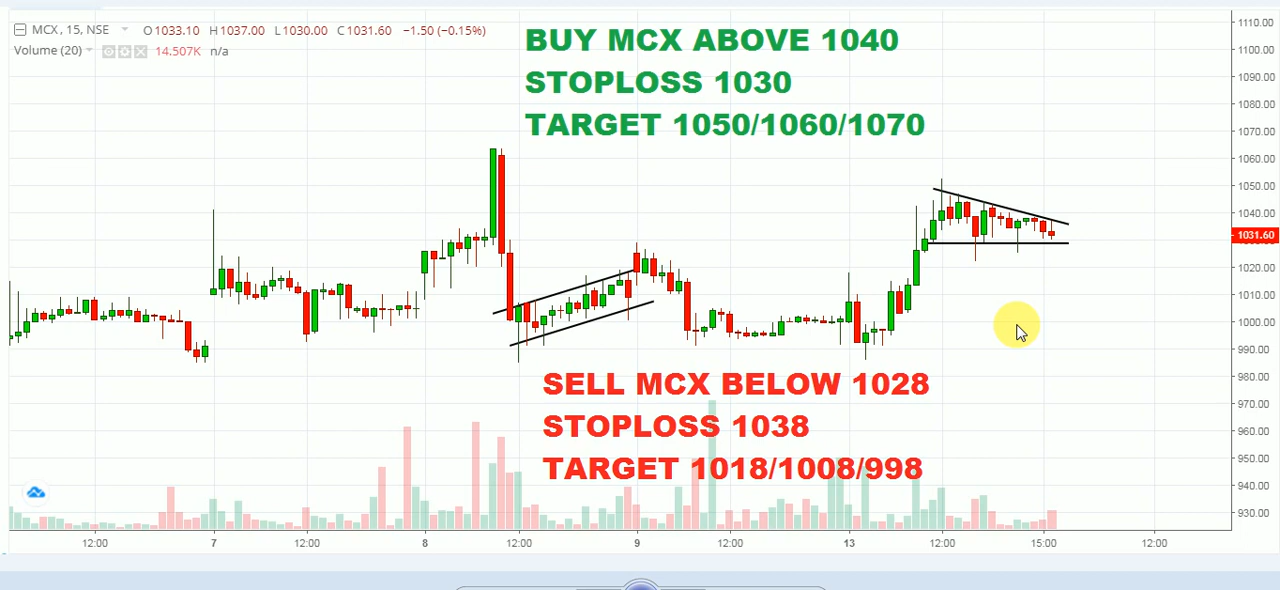 MCX, 15, NSE O1033.10 H1037.00 L1030.00 C1031.60 −1.50 (−0.15%)
Volume (20) 14.507K n/a
BUY MCX ABOVE 1040
STOPLOSS 1030
TARGET 1050/1060/1070
SELL MCX BELOW 1028
STOPLOSS 1038
TARGET 1018/1008/998
1110.00
1100.00
1090.00
1080.00
1070.00
1060.00
1050.00
1040.00
1031.60
1020.00
1010.00
1000.00
990.00
980.00
970.00
960.00
950.00
940.00
930.00
12:00 7 12:00 8 12:00 9 12:00 13 12:00 15:00 12:00